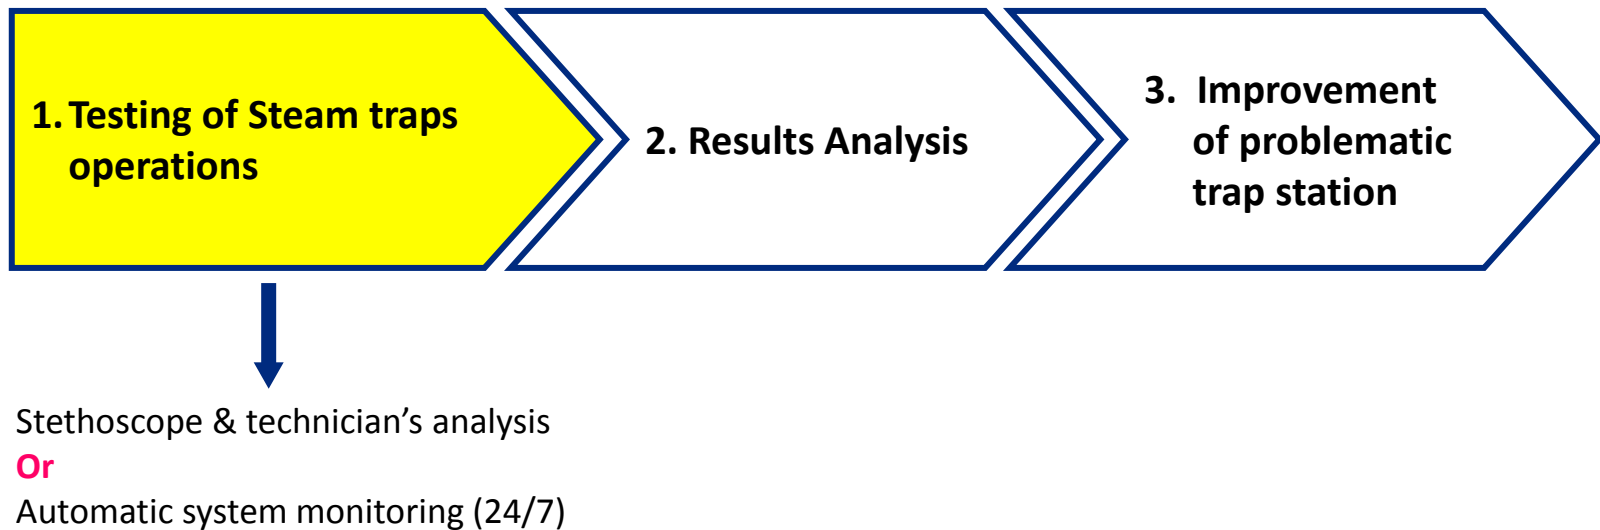 1. Testing of Steam traps
operations
2. Results Analysis
3. Improvement
of problematic
trap station
Stethoscope & technician’s analysis
Or
Automatic system monitoring (24/7)